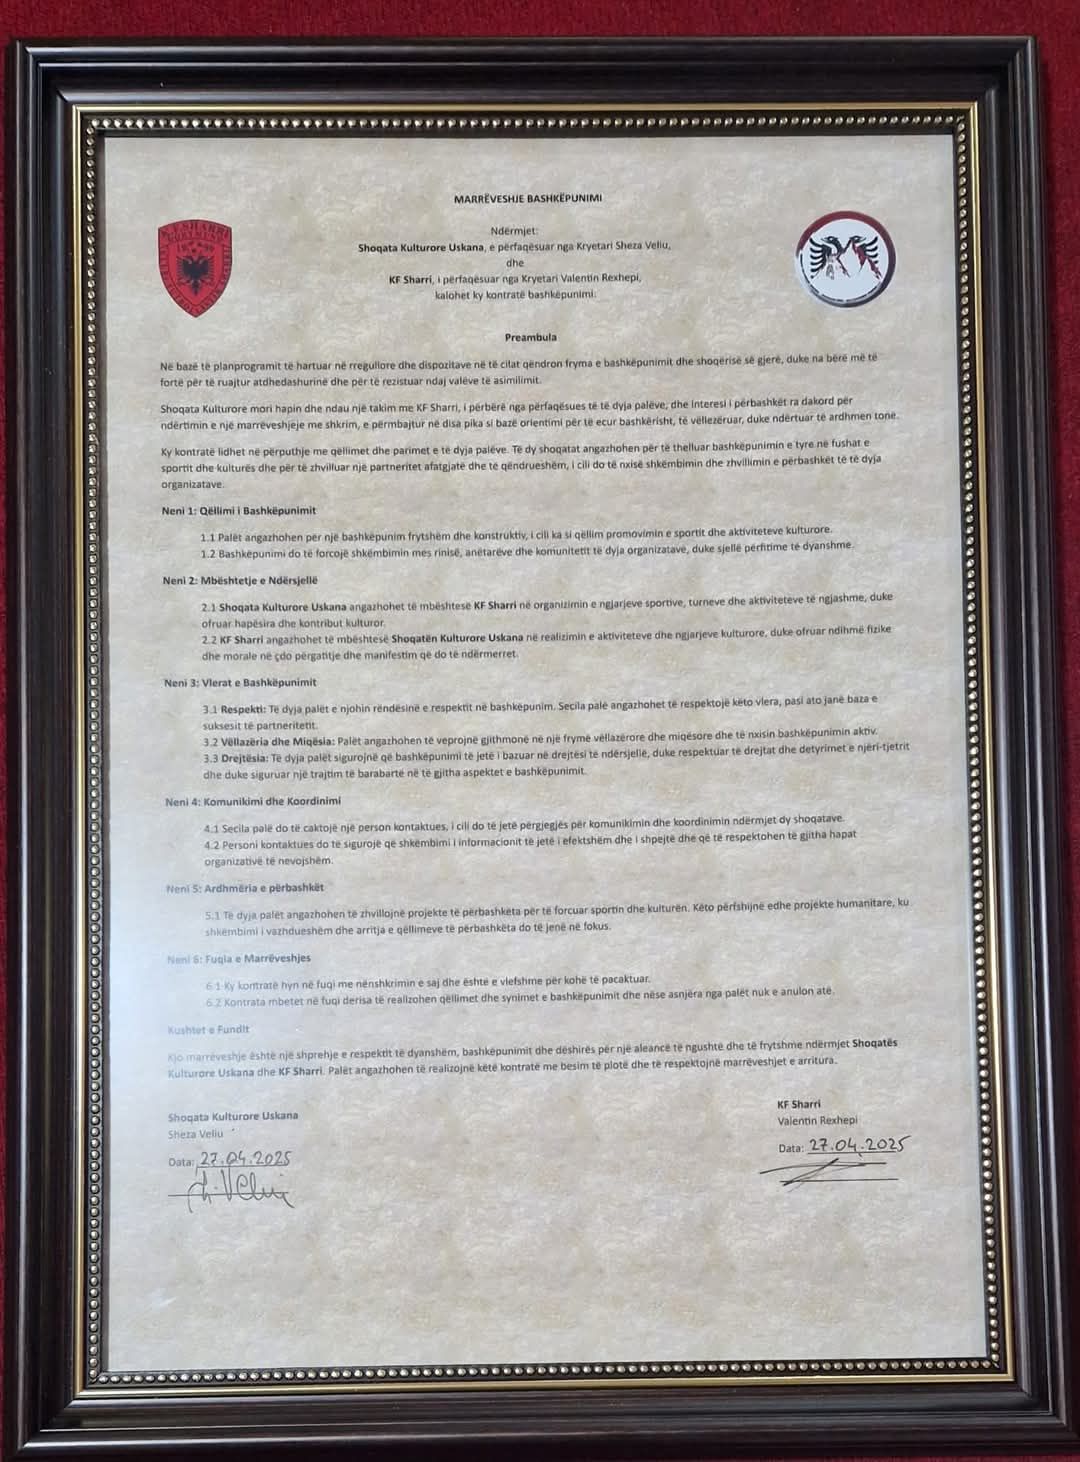 MARRËVESHJE BASHKËPUNIMI
Ndërmjet:
Shoqata Kulturore Uskana, e përfaqësuar nga Kryetari Sheza Veliu,
dhe
KF Sharri, i përfaqësuar nga Kryetari Valentin Rexhepi,
kalohet ky kontratë bashkëpunimi:
Preambula
Në bazë të planprogramit të hartuar në rregullore dhe dispozitave në të cilat qëndron fryma e bashkëpunimit dhe shoqërisë së gjerë, duke na bërë më të
fortë për të ruajtur atdhedashurinë dhe për të rezistuar ndaj valëve të asimilimit.
Shoqata Kulturore mori hapin dhe ndau një takim me KF Sharri, i përbërë nga përfaqësues të të dyja palëve, dhe interesi i përbashkët ra dakord për
ndërtimin e një marrëveshjeje me shkrim, e përmbajtur në disa pika si bazë orientimi për të ecur bashkërisht, të vëllezëruar, duke ndërtuar të ardhmen tonë.
Ky kontratë lidhet në përputhje me qëllimet dhe parimet e të dyja palëve. Të dy shoqatat angazhohen për të thelluar bashkëpunimin e tyre në fushat e
sportit dhe kulturës dhe për të zhvilluar një partneritet afatgjatë dhe të qëndrueshëm, i cili do të nxisë shkëmbimin dhe zhvillimin e përbashkët të të dyja
organizatave.
Neni 1: Qëllimi i Bashkëpunimit
1.1 Palët angazhohen për një bashkëpunim frytshëm dhe konstruktiv, i cili ka si qëllim promovimin e sportit dhe aktiviteteve kulturore.
1.2 Bashkëpunimi do të forcojë shkëmbimin mes rinisë, anëtarëve dhe komunitetit të dyja organizatave, duke sjellë përfitime të dyanshme.
Neni 2: Mbështetje e Ndërsjellë
2.1 Shoqata Kulturore Uskana angazhohet të mbështesë KF Sharri në organizimin e ngjarjeve sportive, turneve dhe aktiviteteve të ngjashme, duke
ofruar hapësira dhe kontribut kulturor.
2.2 KF Sharri angazhohet të mbështesë Shoqatën Kulturore Uskana në realizimin e aktiviteteve dhe ngjarjeve kulturore, duke ofruar ndihmë fizike
dhe morale në çdo përgatitje dhe manifestim që do të ndërmerret.
Neni 3: Vlerat e Bashkëpunimit
3.1 Respekti: Të dyja palët e njohin rëndësinë e respektit në bashkëpunim. Secila palë angazhohet të respektojë këto vlera, pasi ato janë baza e
suksesit të partneritetit.
3.2 Vëllazëria dhe Miqësia: Palët angazhohen të veprojnë gjithmonë në një frymë vëllazërore dhe miqësore dhe të nxisin bashkëpunimin aktiv.
3.3 Drejtësia: Të dyja palët sigurojnë që bashkëpunimi të jetë i bazuar në drejtësi të ndërsjellë, duke respektuar të drejtat dhe detyrimet e njëri-tjetrit
dhe duke siguruar një trajtim të barabartë në të gjitha aspektet e bashkëpunimit.
Neni 4: Komunikimi dhe Koordinimi
4.1 Secila palë do të caktojë një person kontaktues, i cili do të jetë përgjegjës për komunikimin dhe koordinimin ndërmjet dy shoqatave.
4.2 Personi kontaktues do të sigurojë që shkëmbimi i informacionit të jetë i efektshëm dhe i shpejtë dhe që të respektohen të gjitha hapat
organizativë të nevojshëm.
Neni 5: Ardhmëria e përbashkët
5.1 Të dyja palët angazhohen të zhvillojnë projekte të përbashkëta për të forcuar sportin dhe kulturën. Këto përfshijnë edhe projekte humanitare, ku
shkëmbimi i vazhdueshëm dhe arritja e qëllimeve të përbashkëta do të jenë në fokus.
Neni 6: Fuqia e Marrëveshjes
6.1 Ky kontratë hyn në fuqi me nënshkrimin e saj dhe është e vlefshme për kohë të pacaktuar.
6.2 Kontrata mbetet në fuqi derisa të realizohen qëllimet dhe synimet e bashkëpunimit dhe nëse asnjëra nga palët nuk e anulon atë.
Kushtet e Fundit
Kjo marrëveshje është një shprehje e respektit të dyanshëm, bashkëpunimit dhe dëshirës për një aleancë të ngushtë dhe të frytshme ndërmjet Shoqatës
Kulturore Uskana dhe KF Sharri. Palët angazhohen të realizojnë këtë kontratë me besim të plotë dhe të respektojnë marrëveshjet e arritura.
Shoqata Kulturore Uskana
Sheza Veliu
Data: 27.04.2025
Sh. Veliu
KF Sharri
Valentin Rexhepi
Data: 27.04.2025